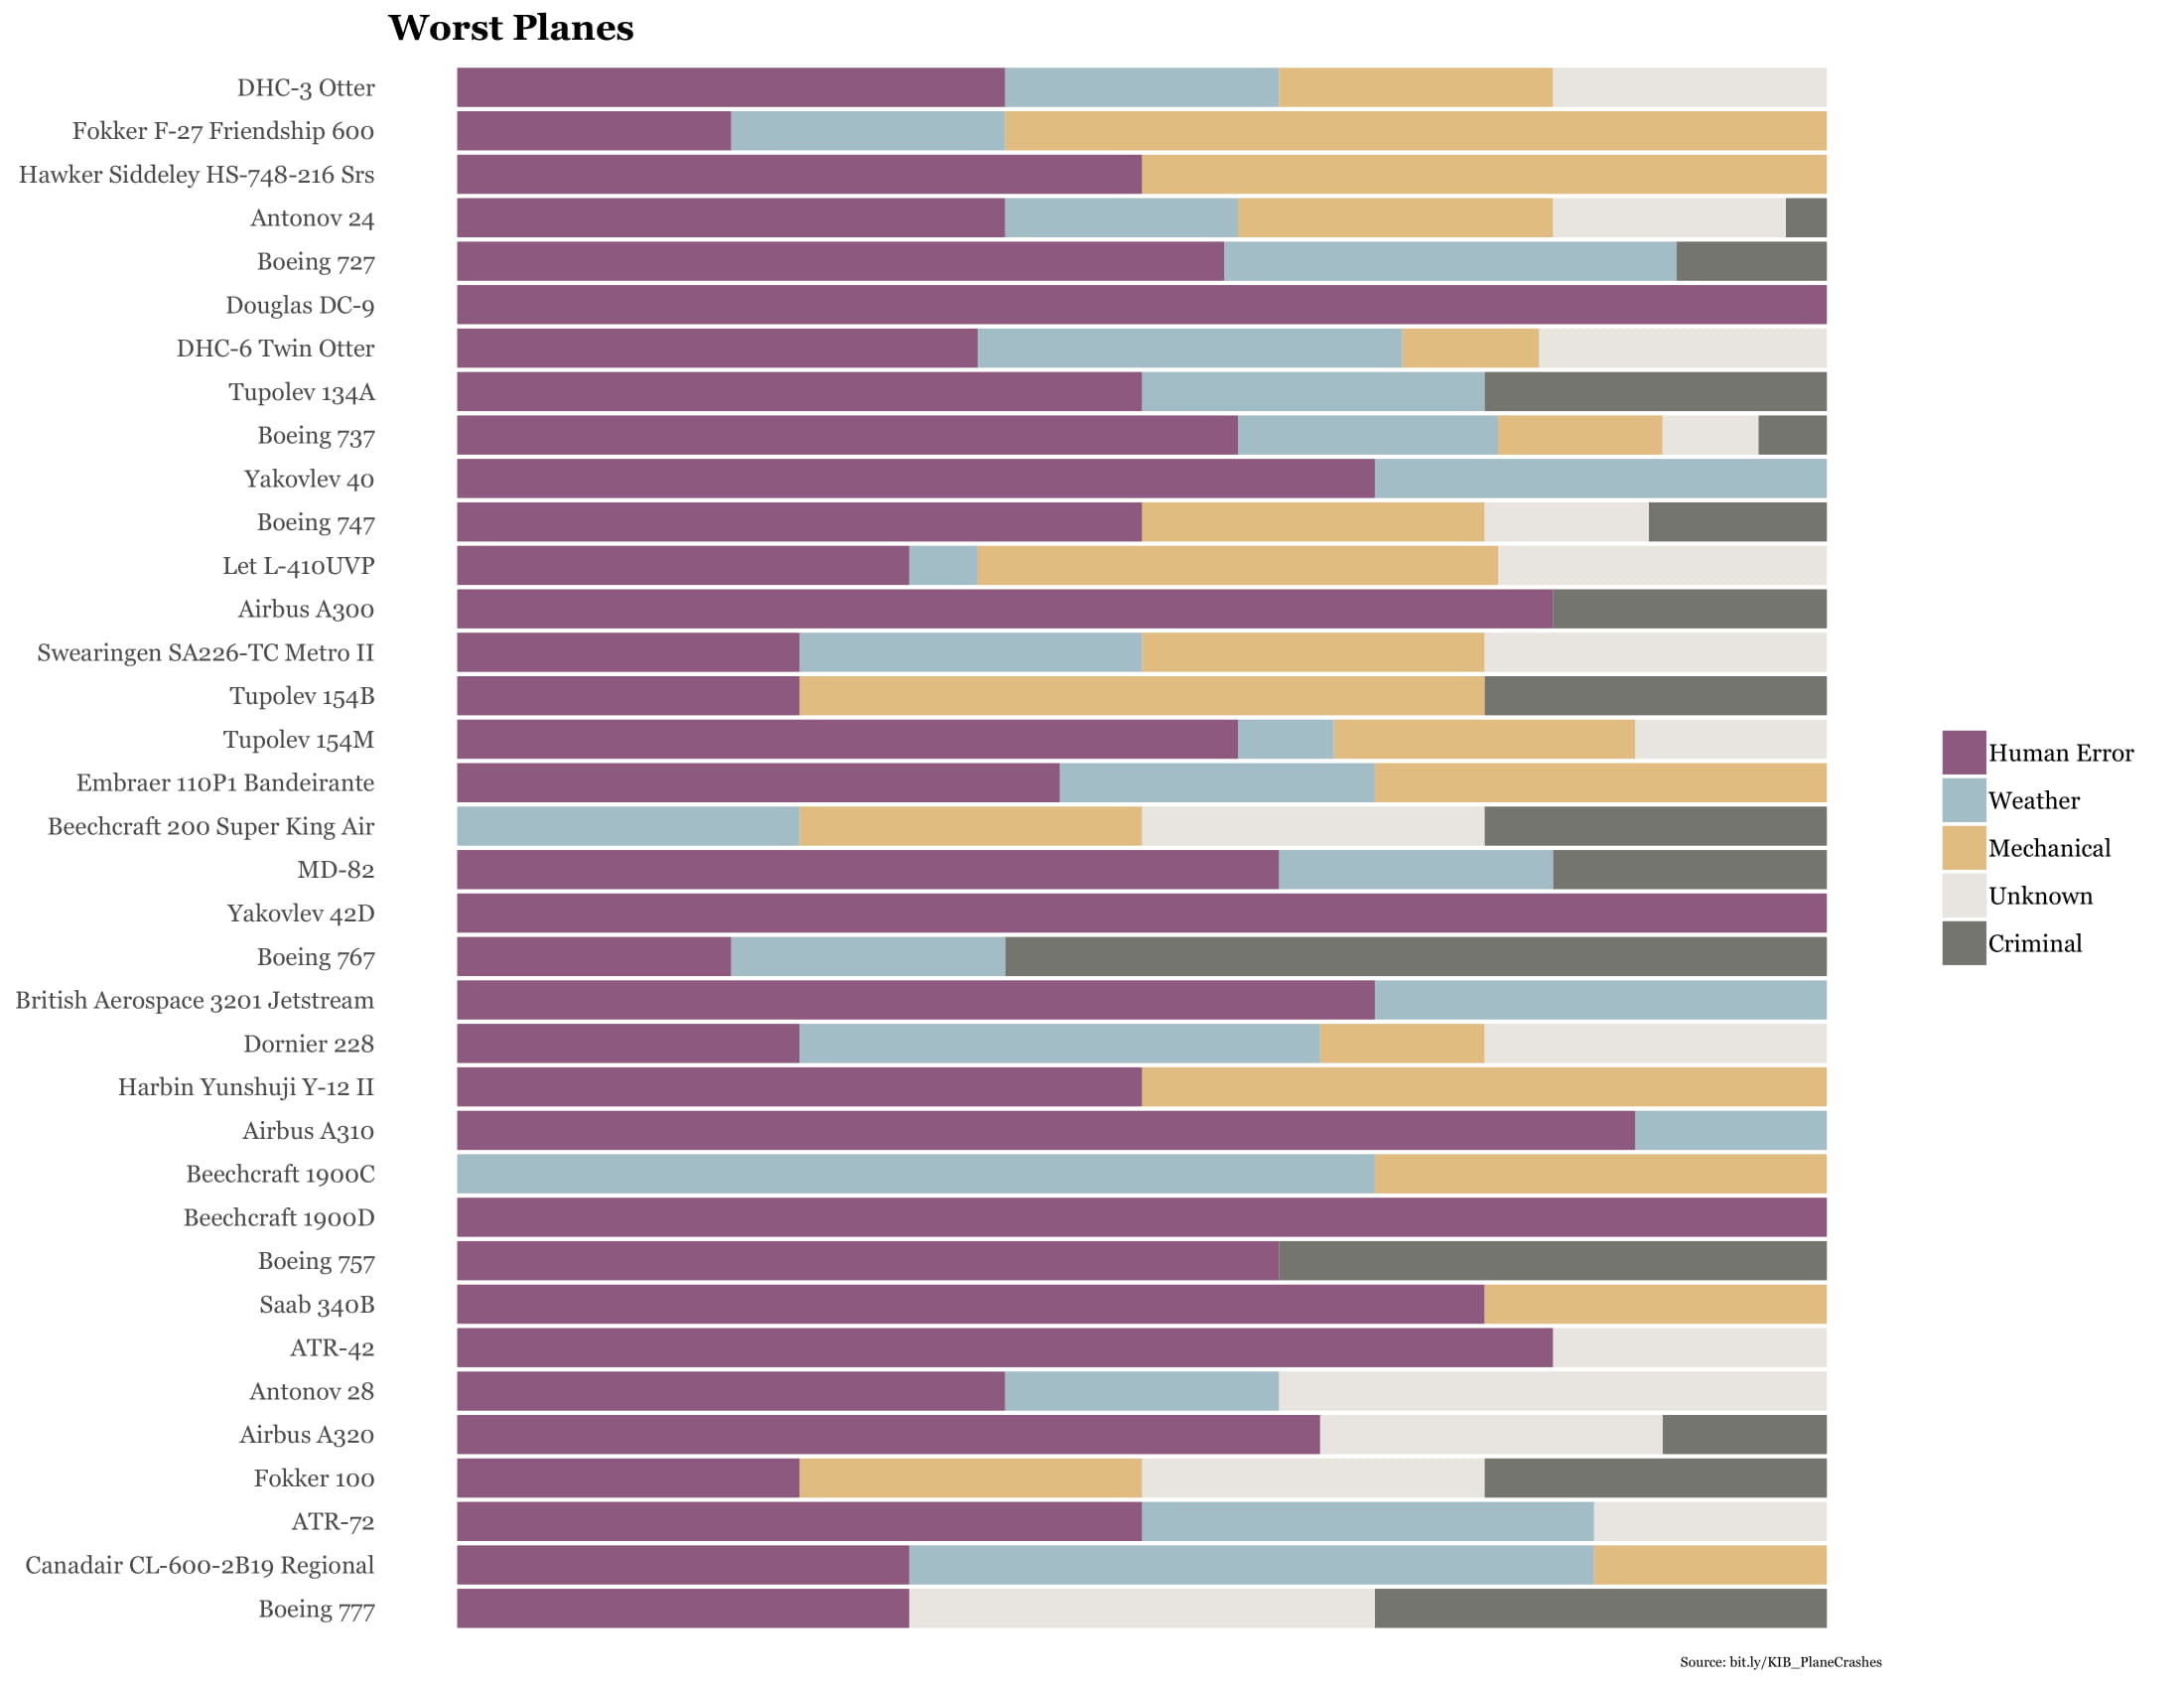 Worst Planes
DHC-3 Otter
Fokker F-27 Friendship 600
Hawker Siddeley HS-748-216 Srs
Antonov 24
Boeing 727
Douglas DC-9
DHC-6 Twin Otter
Tupolev 134A
Boeing 737
Yakovlev 40
Boeing 747
Let L-410UVP
Airbus A300
Swearingen SA226-TC Metro II
Tupolev 154B
Tupolev 154M
Embraer 110P1 Bandeirante
Beechcraft 200 Super King Air
MD-82
Yakovlev 42D
Boeing 767
British Aerospace 3201 Jetstream
Dornier 228
Harbin Yunshuji Y-12 II
Airbus A310
Beechcraft 1900C
Beechcraft 1900D
Boeing 757
Saab 340B
ATR-42
Antonov 28
Airbus A320
Fokker 100
ATR-72
Canadair CL-600-2B19 Regional
Boeing 777
Human Error
Weather
Mechanical
Unknown
Criminal
Source: bit.ly/KIB_PlaneCrashes